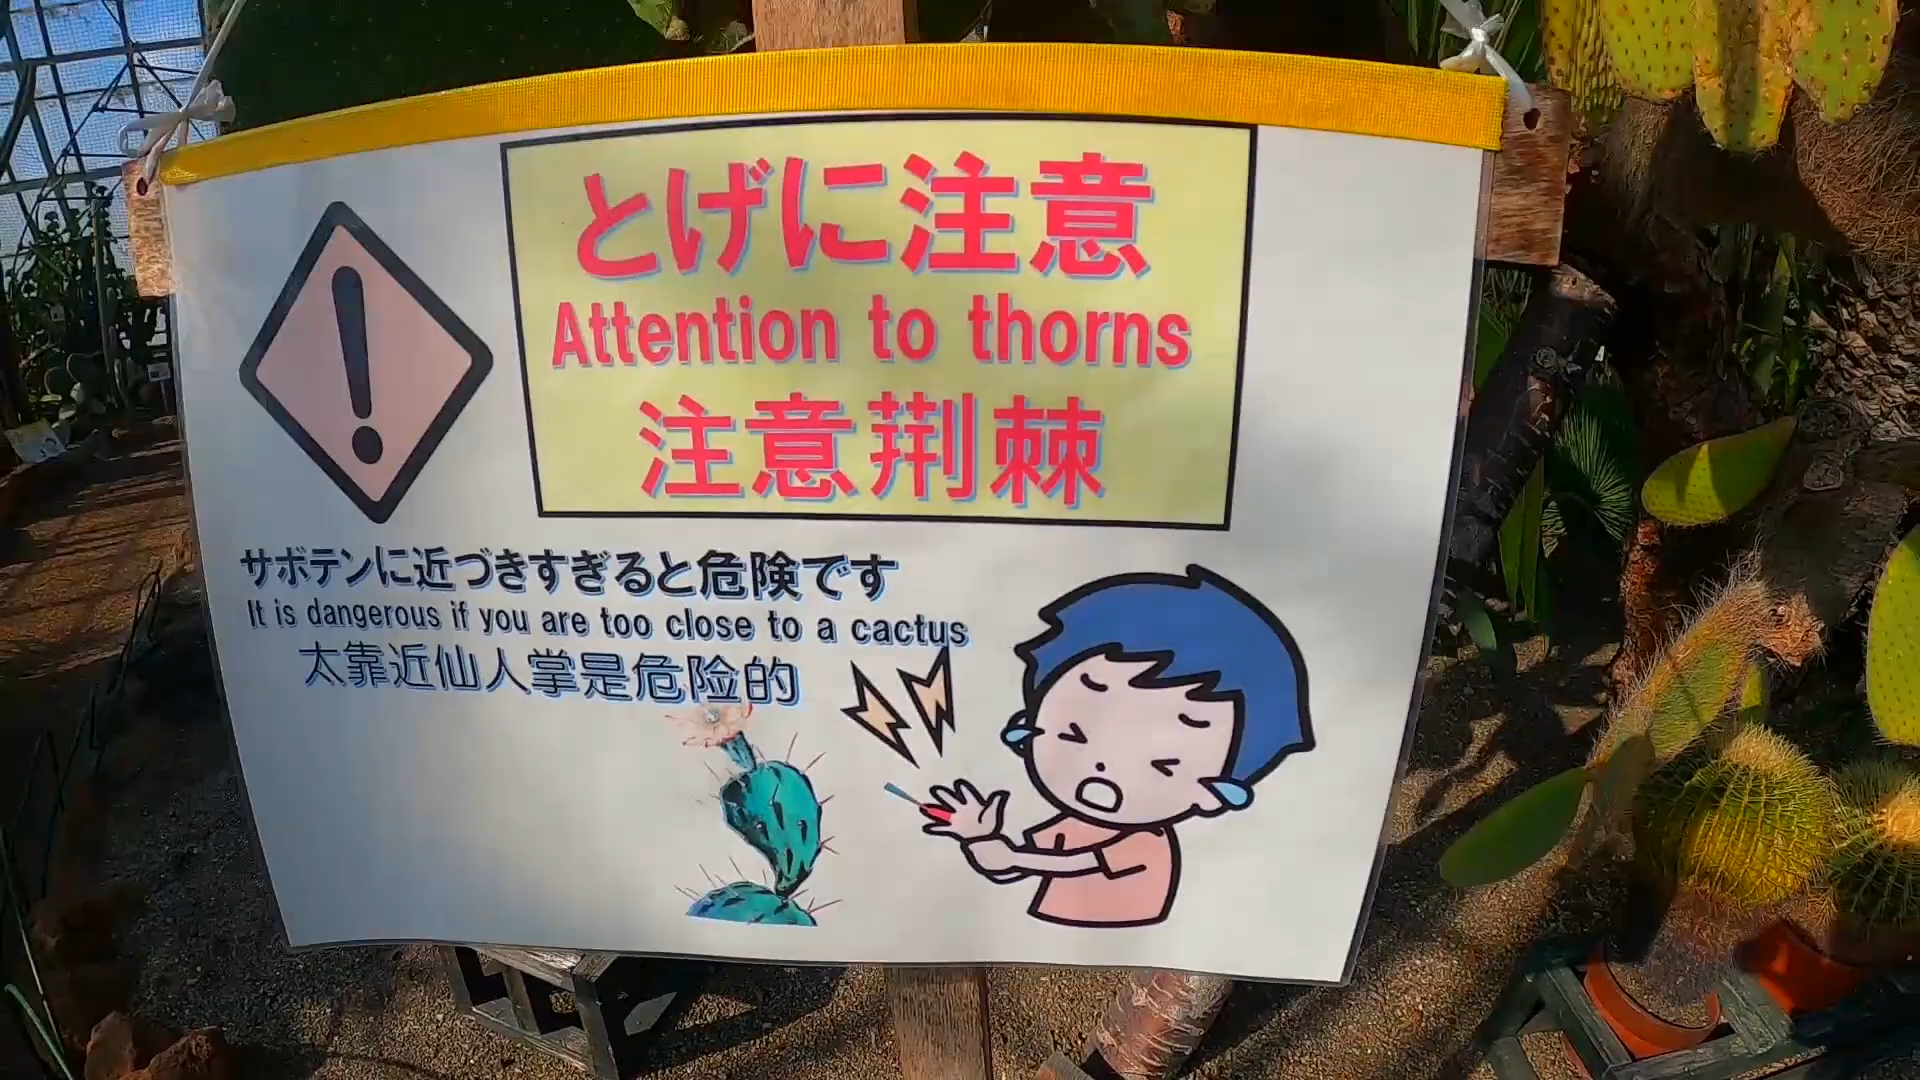 とげに注意
Attention to thorns
注意荆棘
サボテンに近づきすぎると危険です
It is dangerous if you are too close to a cactus
太靠近仙人掌是危险的